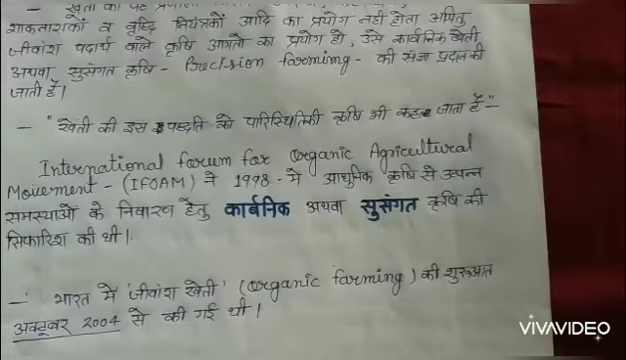 - खेती की यह
शाकनाशकों व वृद्धि नियंत्रकों आदि का प्रयोग नहीं होता अपितु
जीवांश पदार्थ वाले कृषि आगतो का प्रयोग हो, उसे कार्बनिक खेती
अथवा सुसंगत कृषि - Precision farming - की संज्ञा प्रदान की
जाती है।
- "खेती की इस पद्धति को पारिस्थितिकी कृषि भी कहा जाता है"-
International forum for Organic Agricultural
Movement - (IFOAM) ने 1998 - मे आधुनिक कृषि से उत्पन्न
समस्याओं के निवारण हेतु कार्बनिक अथवा सुसंगत कृषि की
सिफारिश की थी।
- भारत में 'जीवांश खेती' (Organic farming) की शुरूआत
अक्टूबर 2004 से की गई थी।
VIVAVIDEO